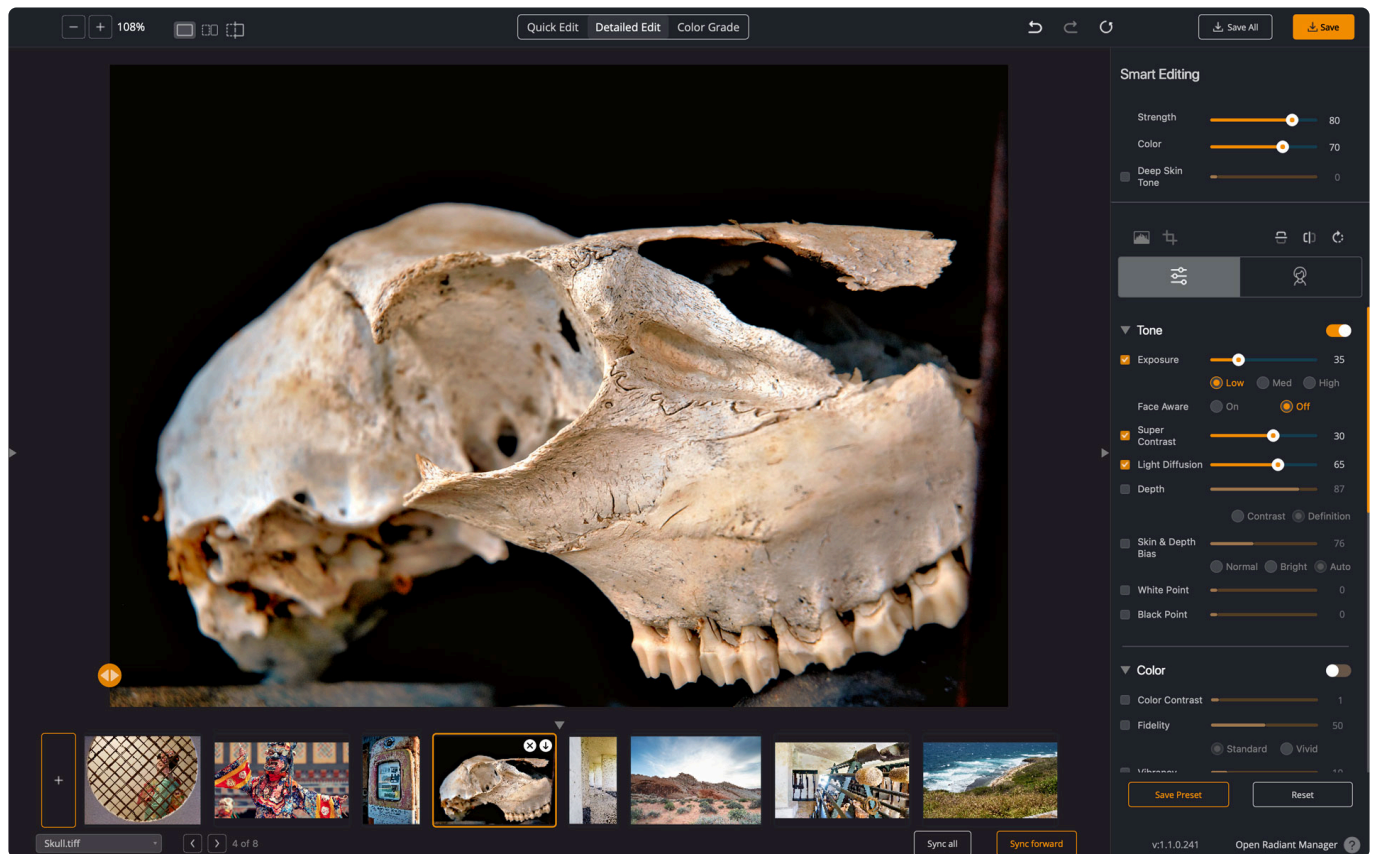 108%
Quick Edit Detailed Edit Color Grade
Save All
Save
Smart Editing
Strength 80
Color 70
Deep Skin
Tone
0
Tone
Exposure 35
Low Med High
Face Aware On Off
Super
Contrast
30
Light Diffusion 65
Depth 87
Contrast Definition
Skin & Depth
Bias
76
Normal Bright Auto
White Point 0
Black Point 0
Color
Color Contrast 1
Fidelity 50
Standard Vivid
Vibrancy 10
Save Preset Reset
Skull.tiff
4 of 8
Sync all
Sync forward
v:1.1.0.241
Open Radiant Manager ?